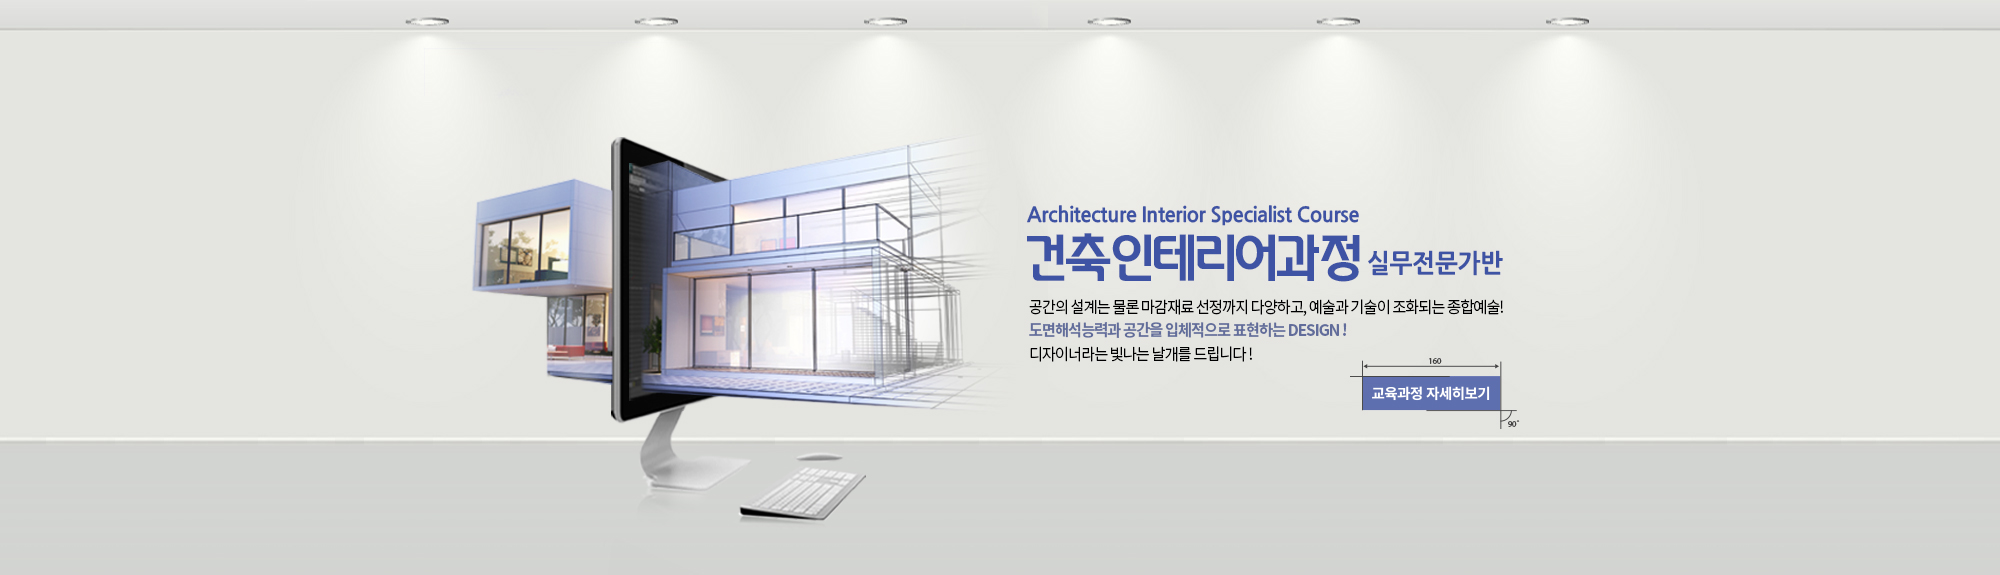 Architecture Interior Specialist Course
건축인테리어과정 실무전문가반
공간의 설계는 물론 마감재료 선정까지 다양하고, 예술과 기술이 조화되는 종합예술!
도면해석능력과 공간을 입체적으로 표현하는 DESIGN !
디자이너라는 빛나는 날개를 드립니다 !
160
교육과정 자세히보기
90°